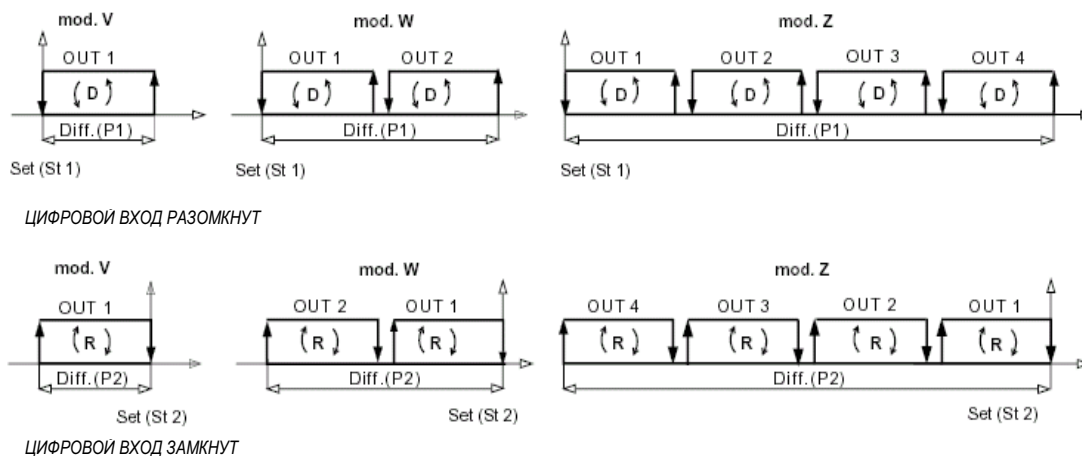 mod. V mod. W mod. Z
OUT 1 OUT 1 OUT 2 OUT 1 OUT 2 OUT 3 OUT 4
D D D D D D D
Diff.(P1) Diff.(P1) Diff.(P1)
Set (St 1) Set (St 1) Set (St 1)
ЦИФРОВОЙ ВХОД РАЗОМКНУТ
mod. V mod. W mod. Z
OUT 1 OUT 2 OUT 1 OUT 4 OUT 3 OUT 2 OUT 1
R R R R R R R
Diff.(P2) Diff.(P2) Diff.(P2)
Set (St 2) Set (St 2) Set (St 2)
ЦИФРОВОЙ ВХОД ЗАМКНУТ